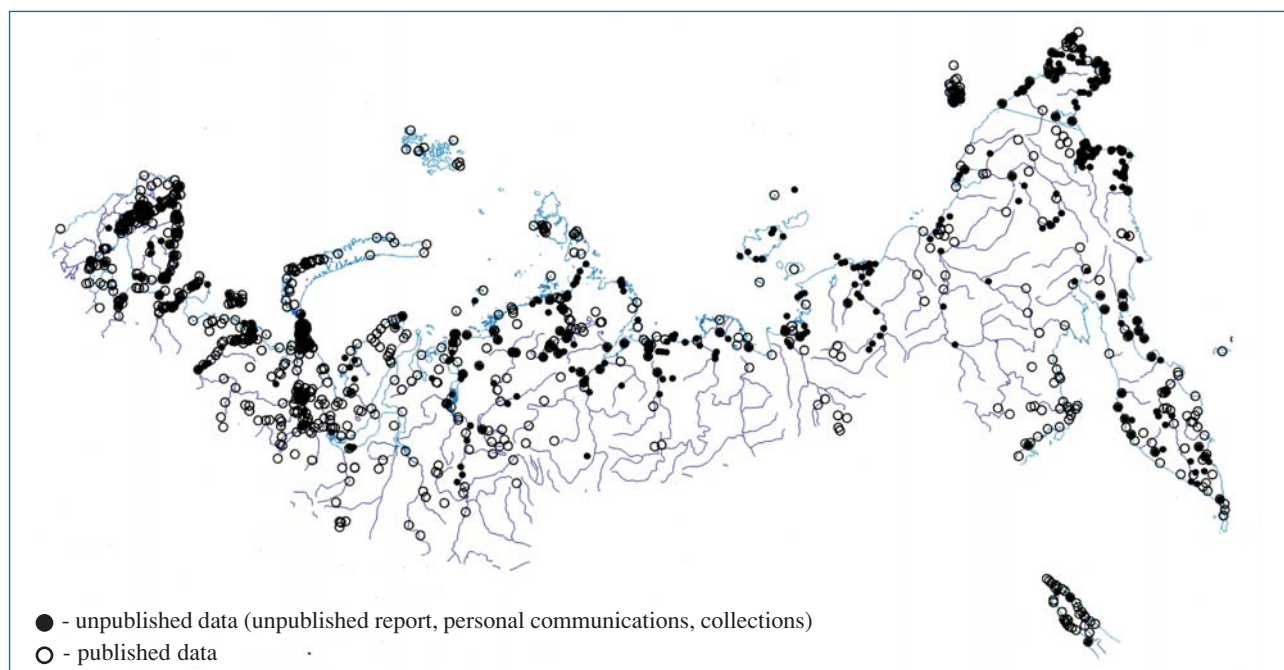 - unpublished data (unpublished report, personal communications, collections)
- published data